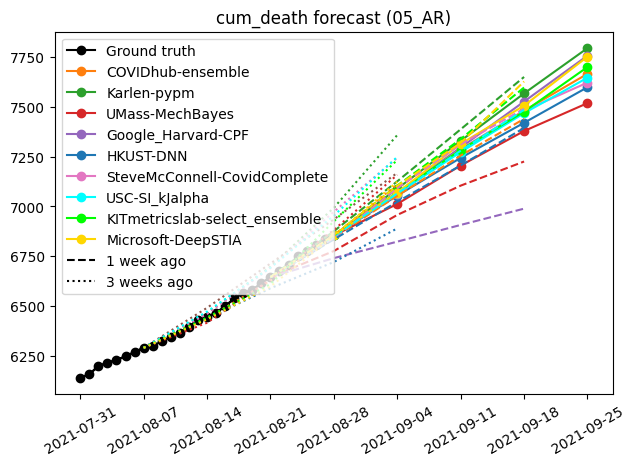 cum_death forecast (05_AR)
7750
7500
7250
7000
6750
6500
6250
Ground truth
COVIDhub-ensemble
Karlen-pypm
UMass-MechBayes
Google_Harvard-CPF
HKUST-DNN
SteveMcConnell-CovidComplete
USC-SI_kJalpha
KITmetricslab-select_ensemble
Microsoft-DeepSTIA
1 week ago
3 weeks ago
2021-07-31
2021-08-07
2021-08-14
2021-08-21
2021-08-28
2021-09-04
2021-09-11
2021-09-18
2021-09-25